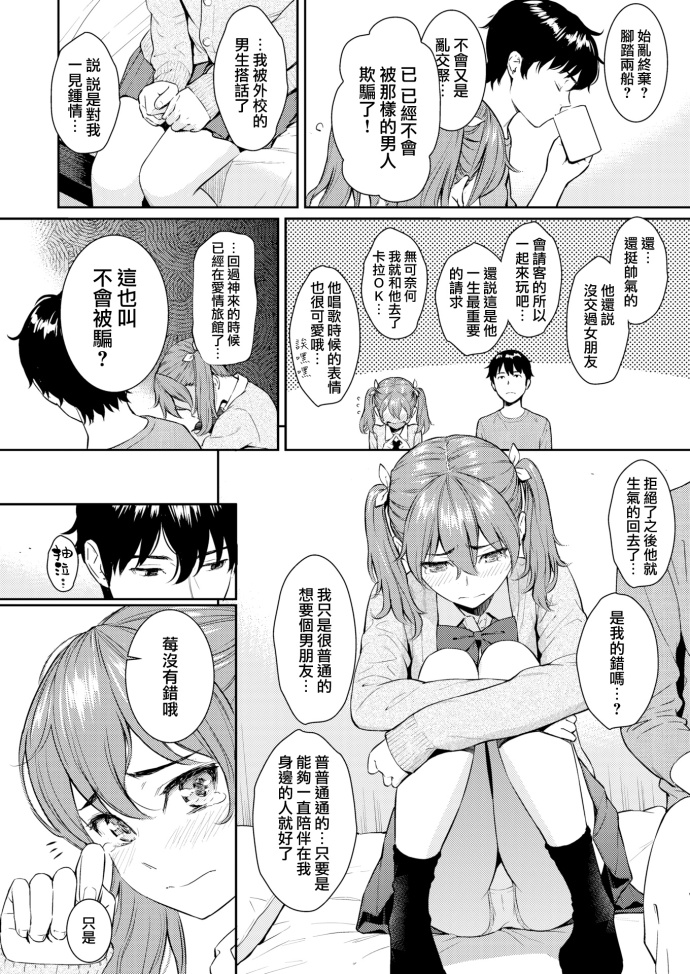 始亂終棄？
腳踏兩船？
不會又是
亂交堅…
已 已經不會
被那樣的男人
欺騙了！
…我被外校的
男生搭話了
說 說是對我
一見鍾情…
還…
還挺帥氣的
他還說
沒交過女朋友
會請客的所以
一起來玩吧…
還說這是他
一生最重要
的請求
無可奈何
我就和他去了
卡拉OK…
他唱歌時候的表情
也很可愛哦…
誒嘿嘿
…回過神來的時候
已經在愛情旅館了…
這也叫
不會被騙？
拒絕了之後他就
生氣的回去了…
是我的錯嗎…？
我只是很普通的
想要個男朋友…
普普通通的…只要是
能夠一直陪伴在我
身邊的人就好了
抽泣…
莓沒有錯哦
只是